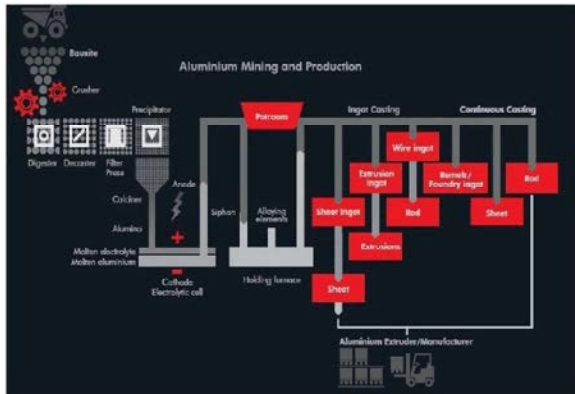 Bauxite
Aluminium Mining and Production
Crusher
Precipitator
Potrooms
Ingot Casting
Continuous Casting
Wire ingot
Digester
Decanter
Filter
Press
Extrusion
ingot
Remelt/
Foundry ingot
Rod
Anode
Calciner
Siphon
Alloying
elements
Sheet ingot
Rod
Sheet
Alumina
Extrusions
Molten electrolyte
Molten aluminium
Cathode
Electrolytic cell
Holding furnace
Sheet
Aluminium Extruder/Manufacturer